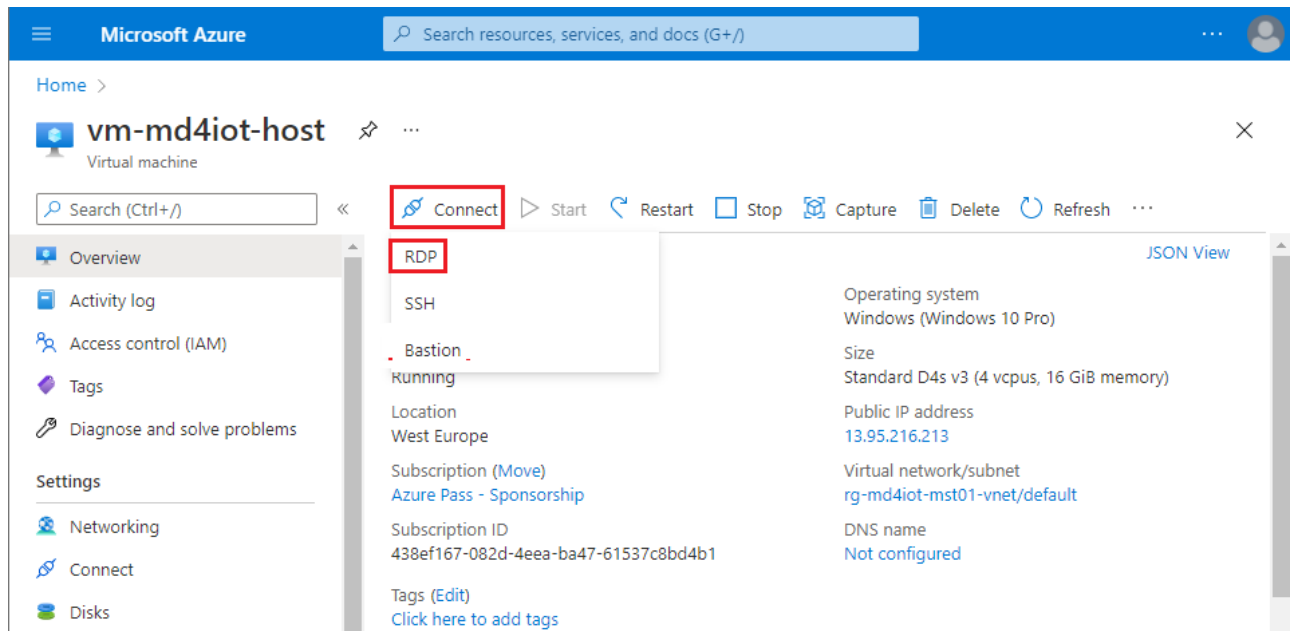 Microsoft Azure
Search resources, services, and docs (G+/)
...
Home >
vm-md4iot-host
...
Virtual machine
Search (Ctrl+/)
«
Connect
Start
Restart
Stop
Capture
Delete
Refresh
...
Overview
Activity log
Access control (IAM)
Tags
Diagnose and solve problems
Settings
Networking
Connect
Disks
RDP
SSH
Bastion
JSON View
Running
Location
West Europe
Subscription (Move)
Azure Pass - Sponsorship
Subscription ID
438ef167-082d-4eea-ba47-61537c8bd4b1
Tags (Edit)
Click here to add tags
Operating system
Windows (Windows 10 Pro)
Size
Standard D4s v3 (4 vcpus, 16 GiB memory)
Public IP address
13.95.216.213
Virtual network/subnet
rg-md4iot-mst01-vnet/default
DNS name
Not configured